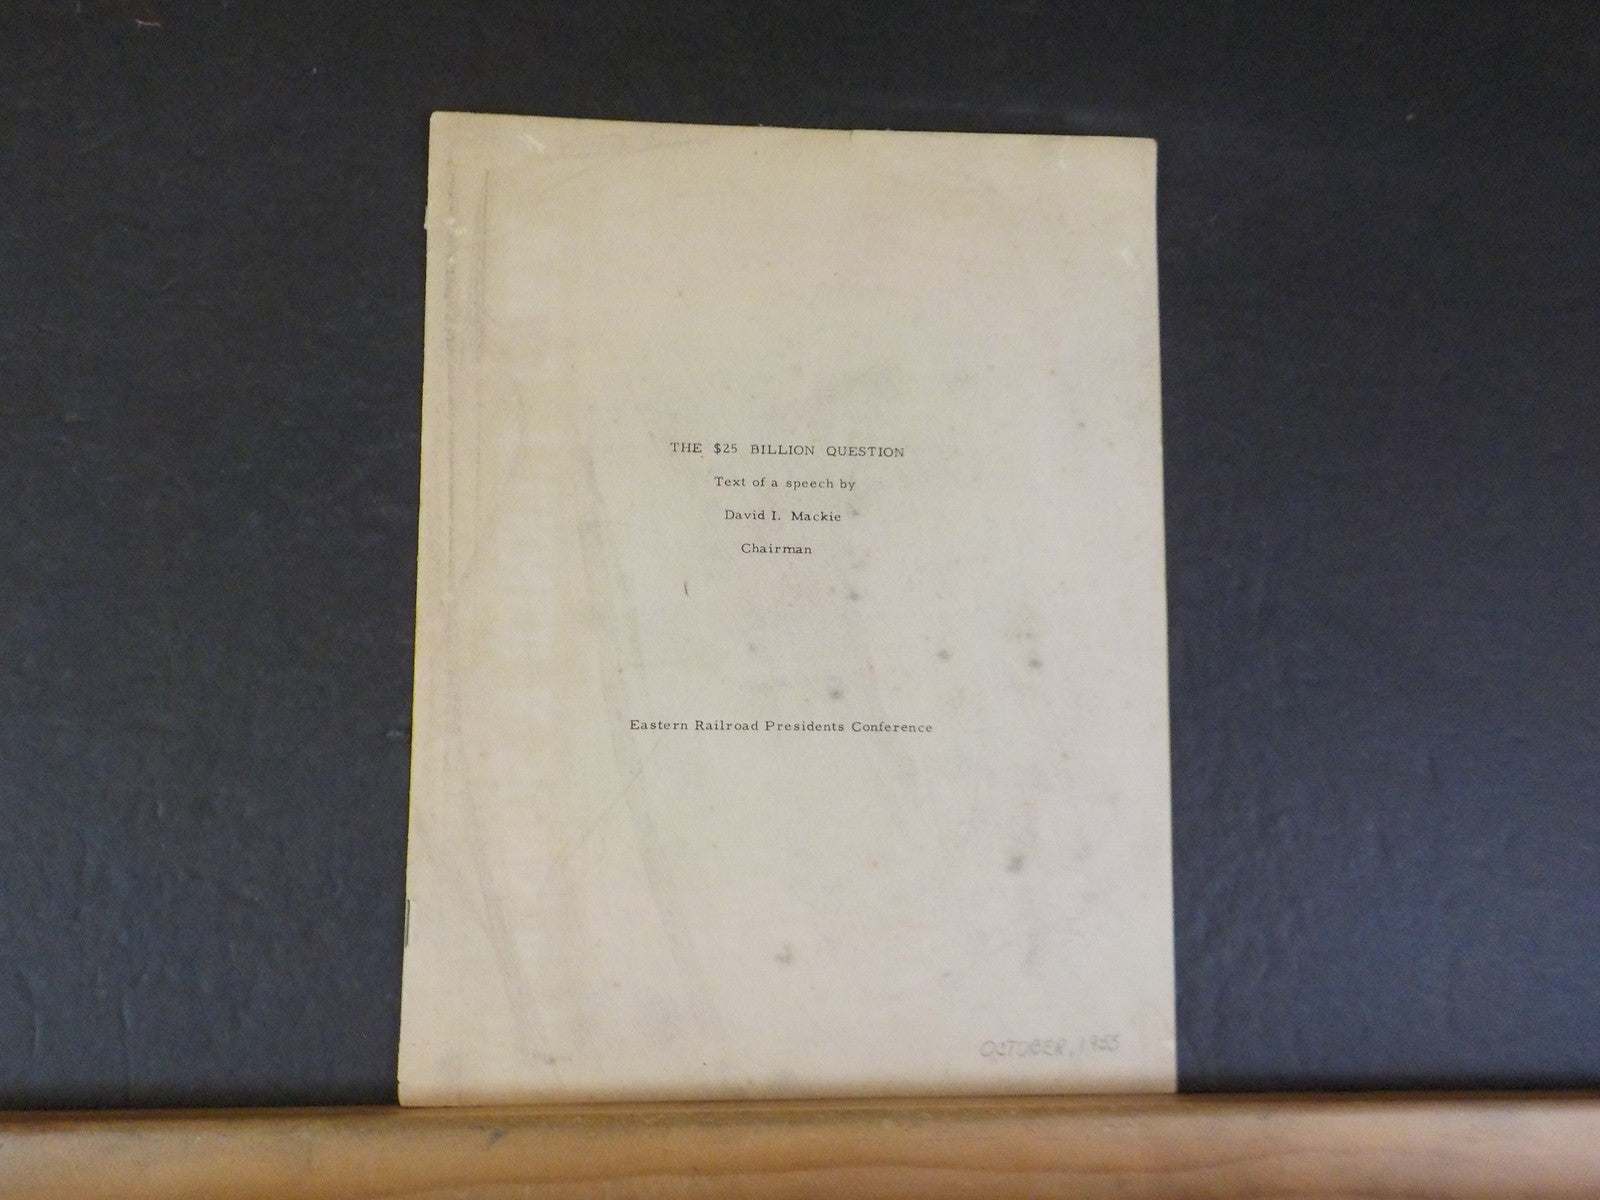 THE $25 BILLION QUESTION
Text of a speech by
David I. Mackie
Chairman
Eastern Railroad Presidents Conference
OCTOBER, 1955